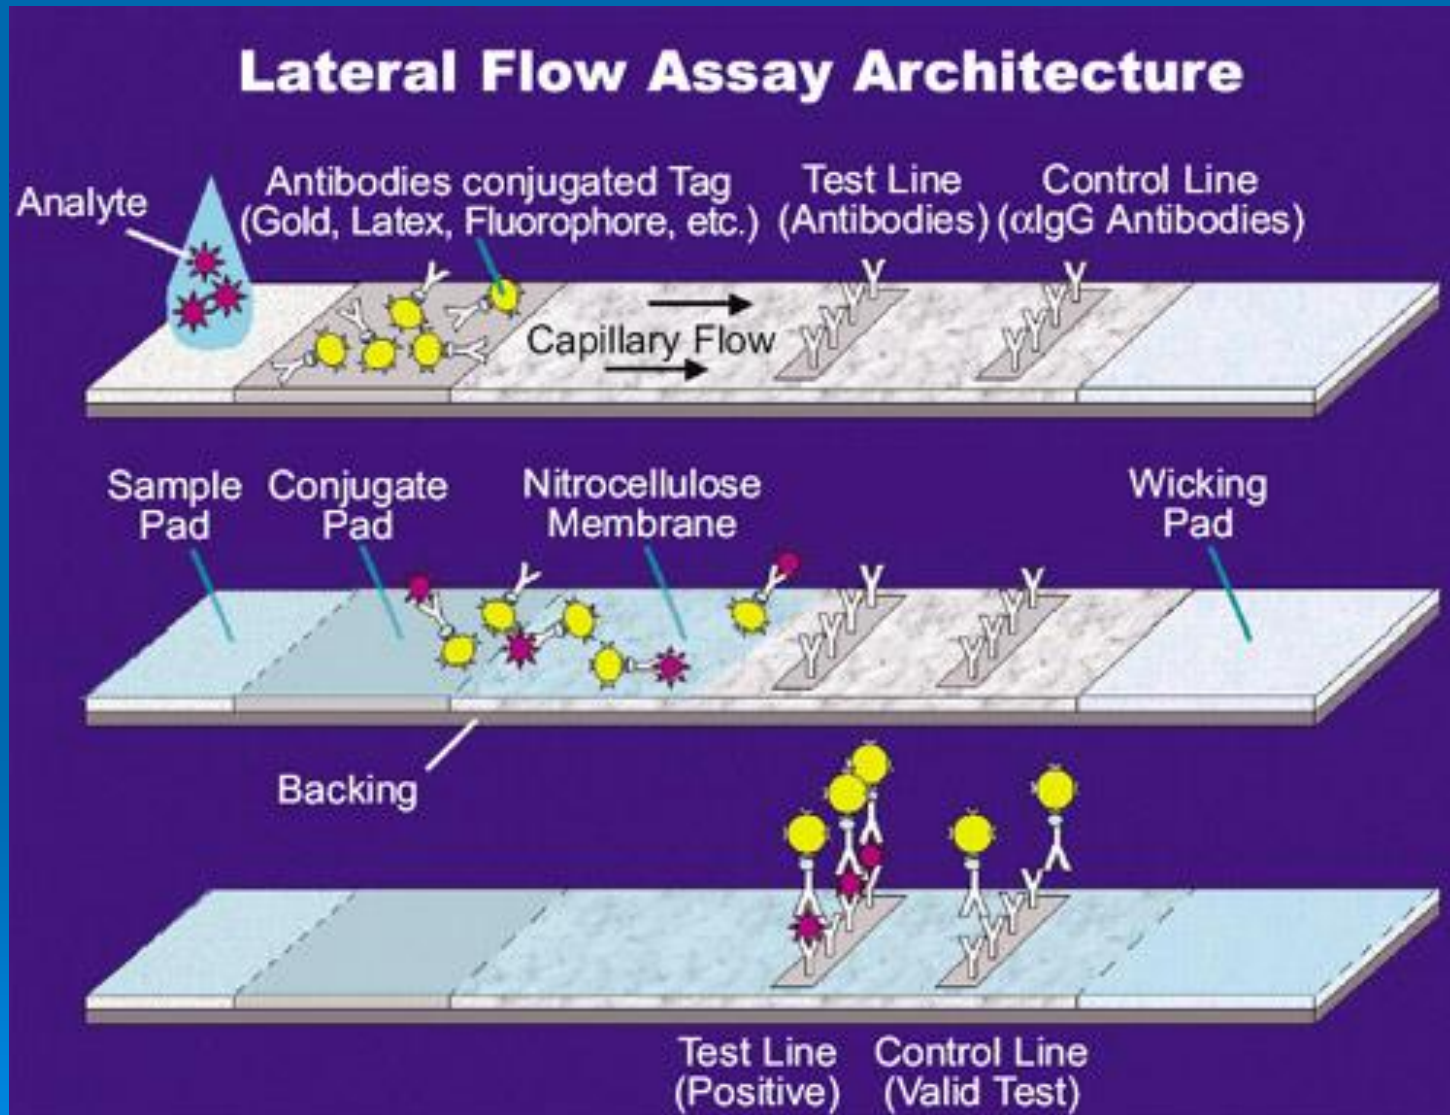 Lateral Flow Assay Architecture
Analyte
Antibodies conjugated Tag
(Gold, Latex, Fluorophore, etc.)
Test Line
(Antibodies)
Control Line
(αIgG Antibodies)
Capillary Flow
Sample
Pad
Conjugate
Pad
Nitrocellulose
Membrane
Wicking
Pad
Backing
Test Line
(Positive)
Control Line
(Valid Test)